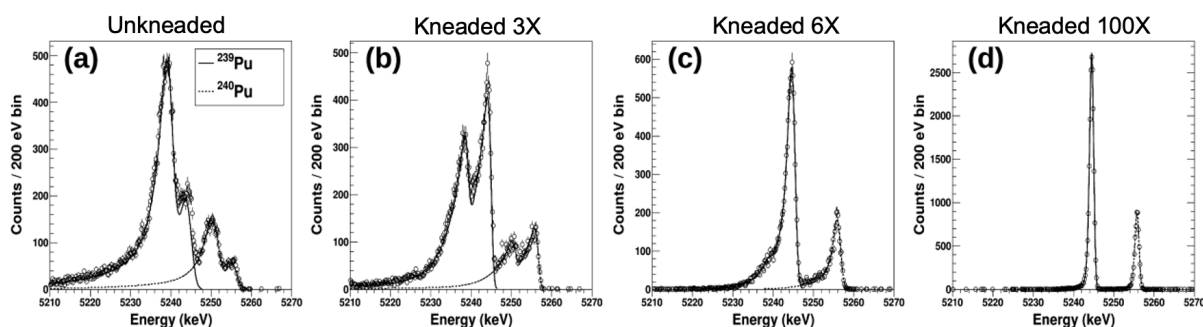 Unkneaded
Kneaded 3X
Kneaded 6X
Kneaded 100X
(a)
²³⁹Pu
²⁴⁰Pu
Counts / 200 eV bin
500
400
300
200
100
0
5210 5220 5230 5240 5250 5260 5270
Energy (keV)
(b)
Counts / 200 eV bin
500
400
300
200
100
0
5210 5220 5230 5240 5250 5260 5270
Energy (keV)
(c)
Counts / 200 eV bin
600
500
400
300
200
100
0
5210 5220 5230 5240 5250 5260 5270
Energy (keV)
(d)
Counts / 200 eV bin
2500
2000
1500
1000
500
0
5210 5220 5230 5240 5250 5260 5270
Energy (keV)